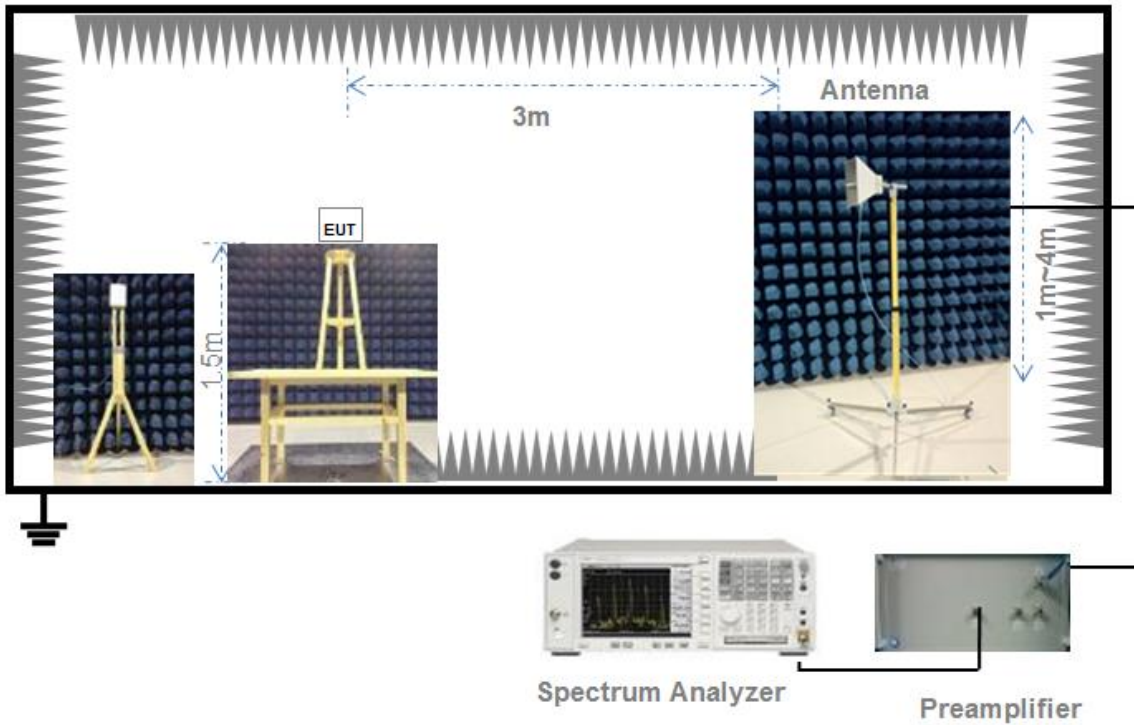 Antenna
3m
EUT
1.5m
1m~4m
Spectrum Analyzer
Preamplifier